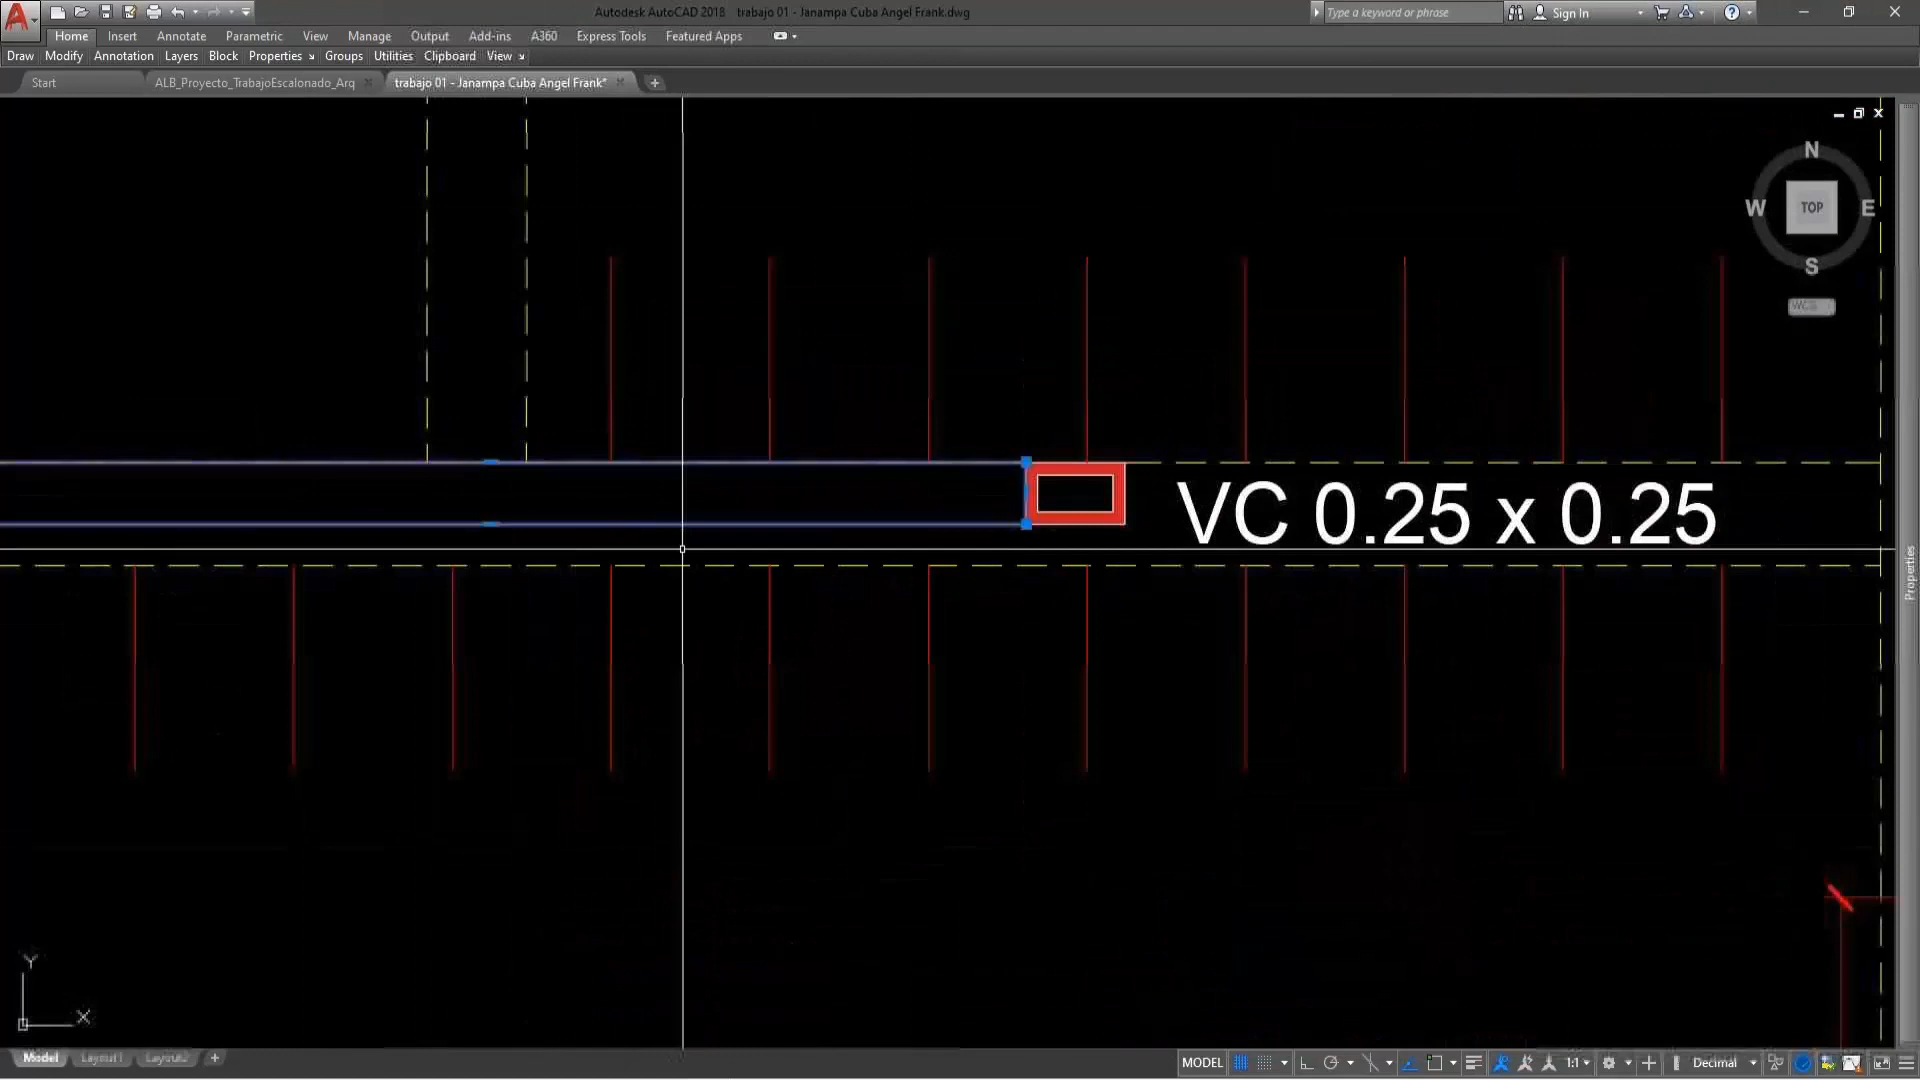 Autodesk AutoCAD 2018 trabajo 01 - Janampa Cuba Angel Frank.dwg
Type a keyword or phrase
Sign In
Home Insert Annotate Parametric View Manage Output Add-ins A360 Express Tools Featured Apps
Draw Modify Annotation Layers Block Properties Groups Utilities Clipboard View
Start ALB_Proyecto_TrabajoEscalonado_Arq trabajo 01 - Janampa Cuba Angel Frank*
N
W TOP E
S
WCS
VC 0.25 x 0.25
Properties
Y
X
Model Layout1 Layout2
MODEL 1:1 Decimal